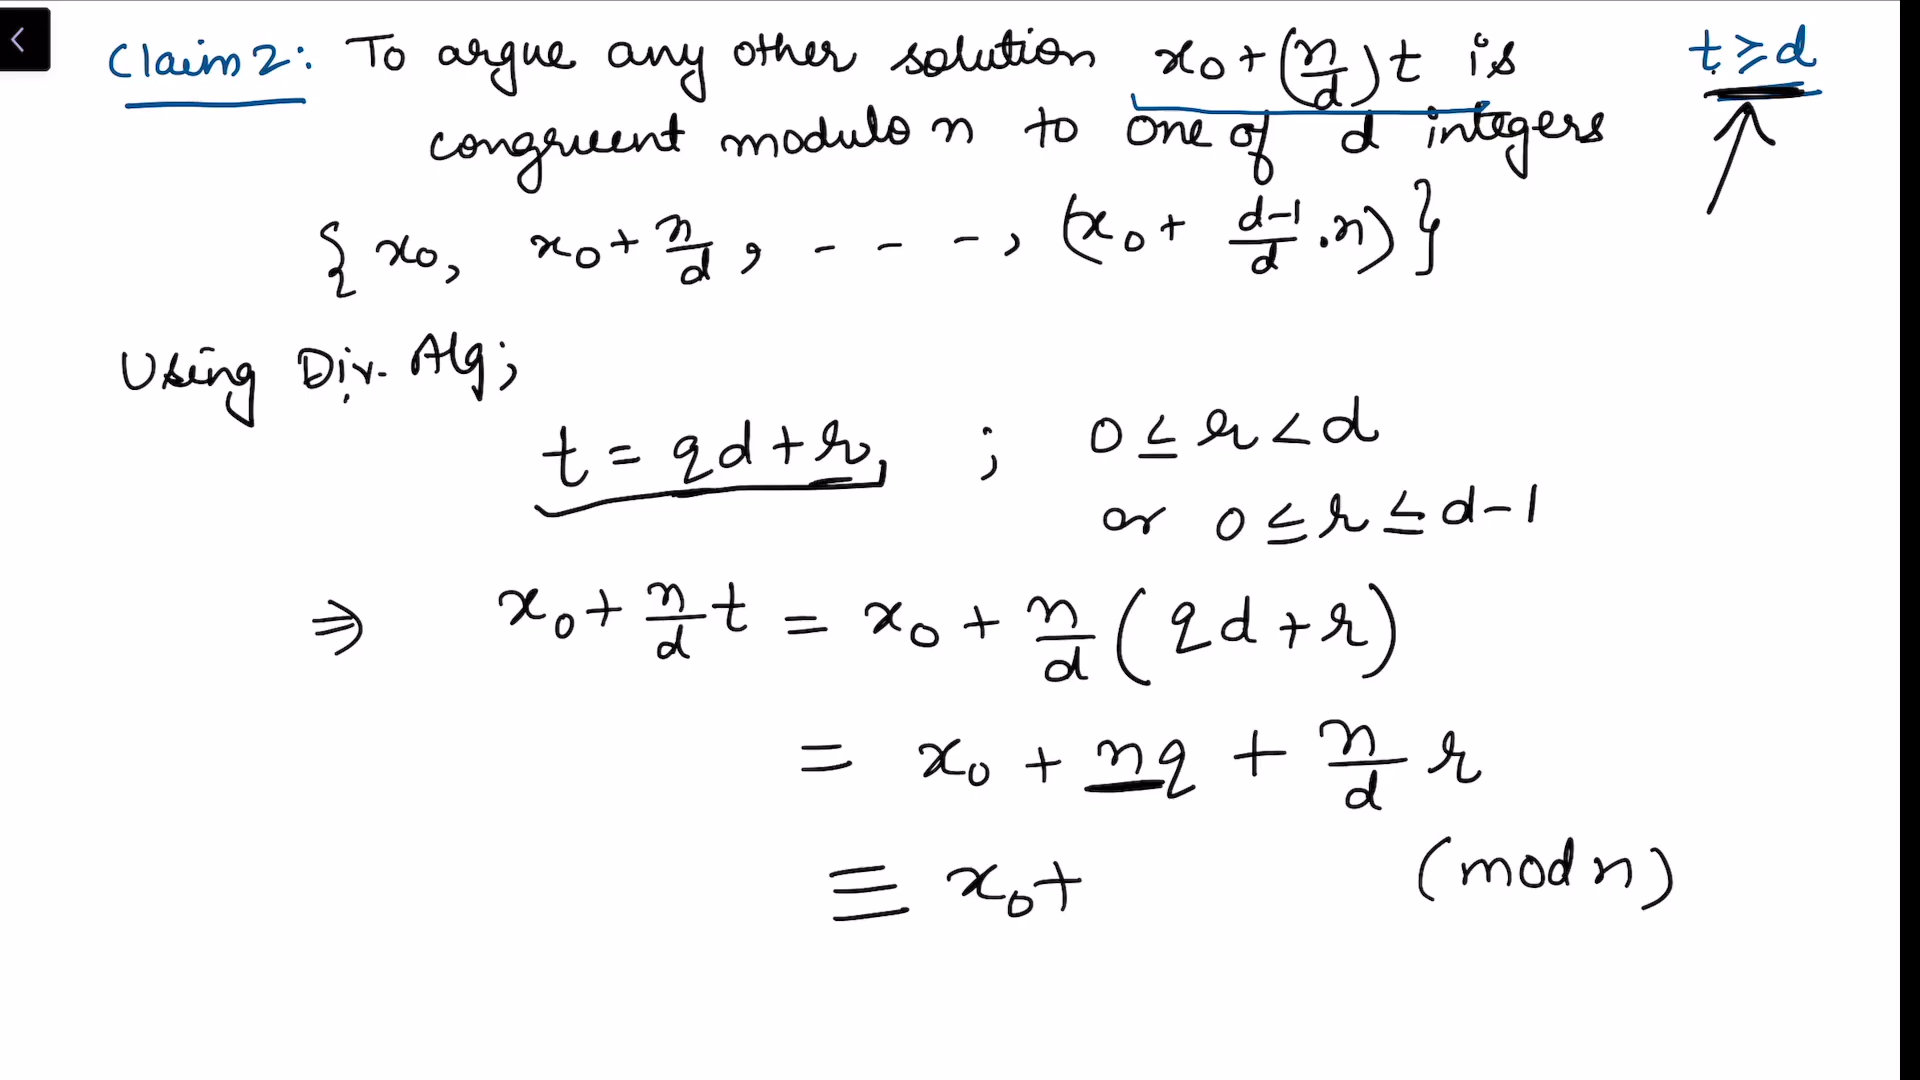 Claim 2: To argue any other solution x₀ + (n/d) t is t ≥ d
congruent modulo n to one of d integers
{ x₀, x₀ + n/d, - - -, (x₀ + d-1/d .n) }
Using Div. Alg;
t = qd + r, ; 0 ≤ r < d
or 0 ≤ r ≤ d-1
⇒ x₀ + n/d t = x₀ + n/d ( qd + r )
= x₀ + nq + n/d r
≡ x₀ + (mod n)